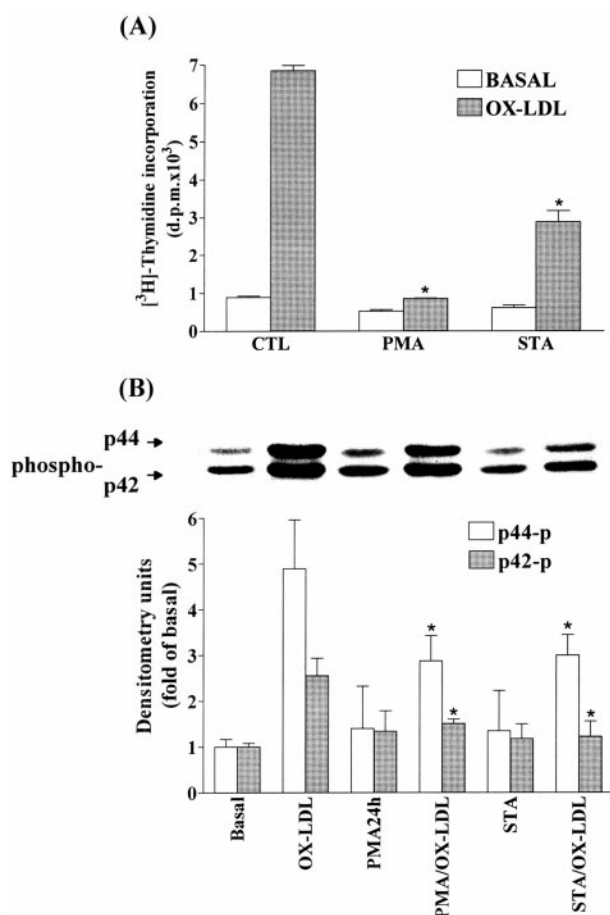 (A)
[³H]-Thymidine incorporation
(d.p.m.x10³)
7
6
5
4
3
2
1
0
BASAL
OX-LDL
*
*
CTL PMA STA
(B)
p44
phospho-
p42
Densitometry units
(fold of basal)
6
5
4
3
2
1
0
p44-p
p42-p
*
*
*
*
Basal
OX-LDL
PMA24h
PMA/OX-LDL
STA
STA/OX-LDL